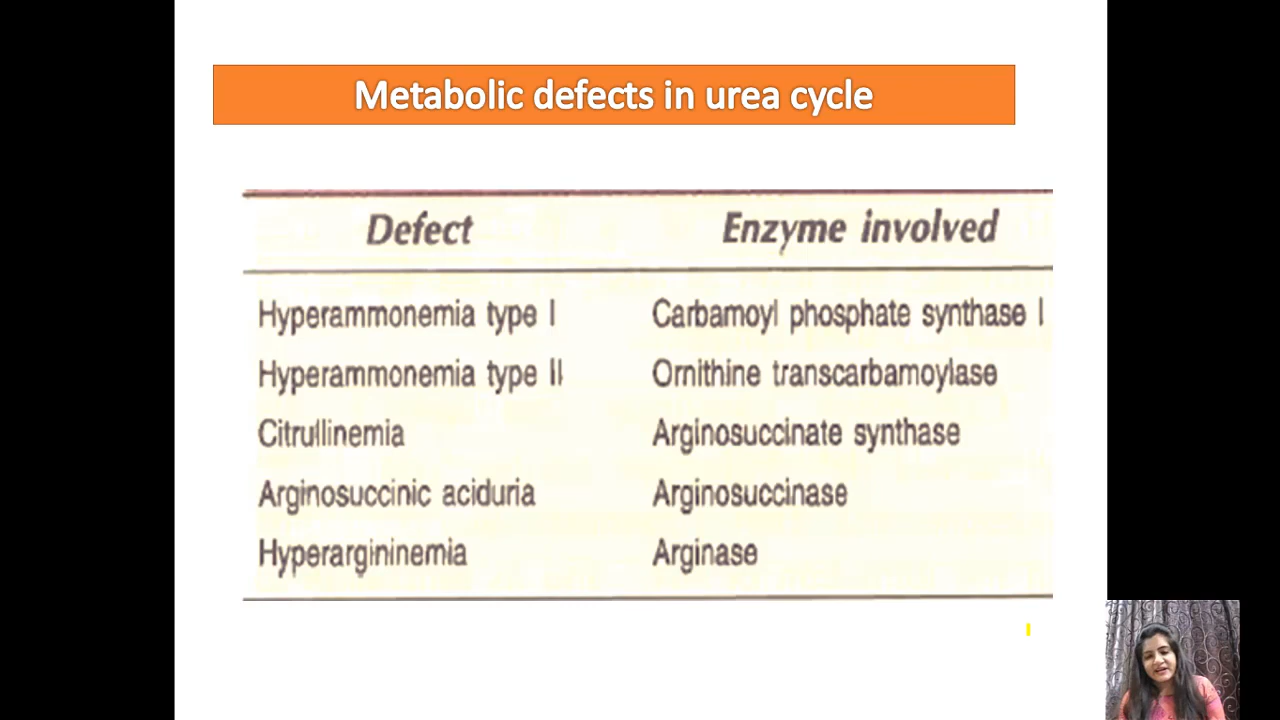 Metabolic defects in urea cycle
Defect Enzyme involved
Hyperammonemia type I Carbamoyl phosphate synthase I
Hyperammonemia type II Ornithine transcarbamoylase
Citrullinemia Arginosuccinate synthase
Arginosuccinic aciduria Arginosuccinase
Hyperargininemia Arginase